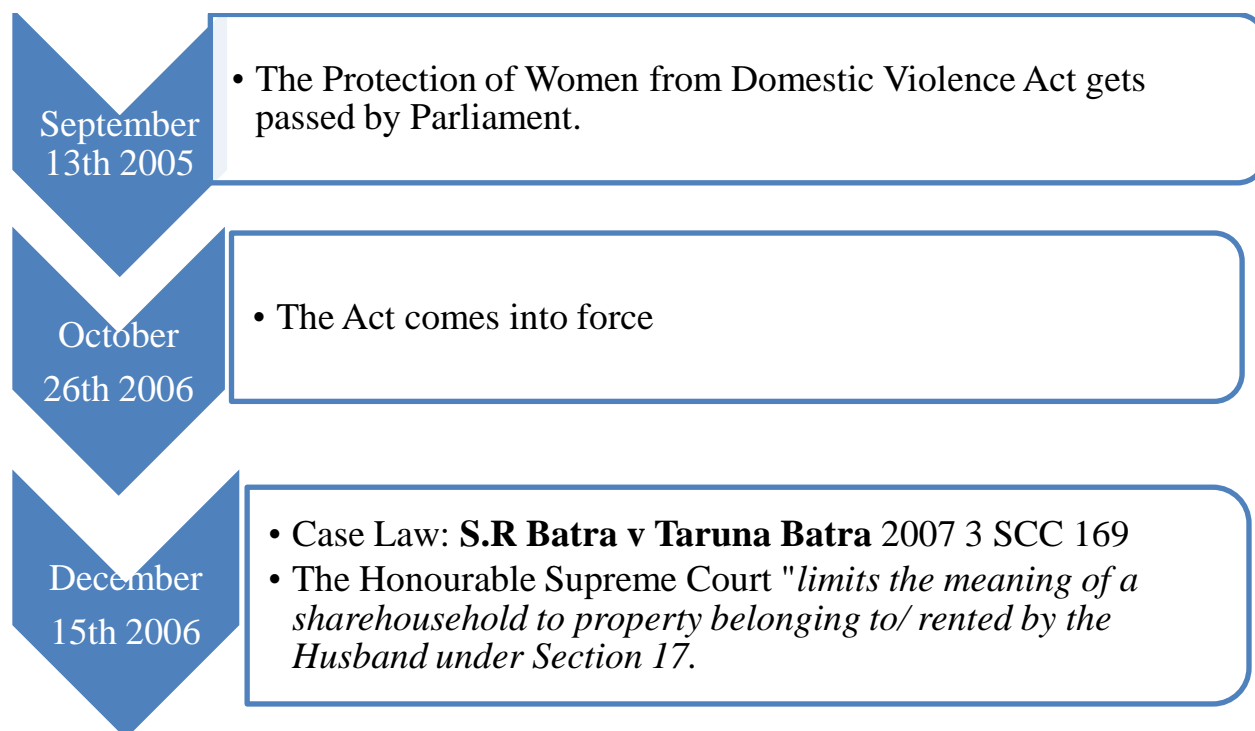 September
13th 2005
• The Protection of Women from Domestic Violence Act gets
passed by Parliament.
October
26th 2006
• The Act comes into force
December
15th 2006
• Case Law: S.R Batra v Taruna Batra 2007 3 SCC 169
• The Honourable Supreme Court "limits the meaning of a
sharehousehold to property belonging to/ rented by the
Husband under Section 17.